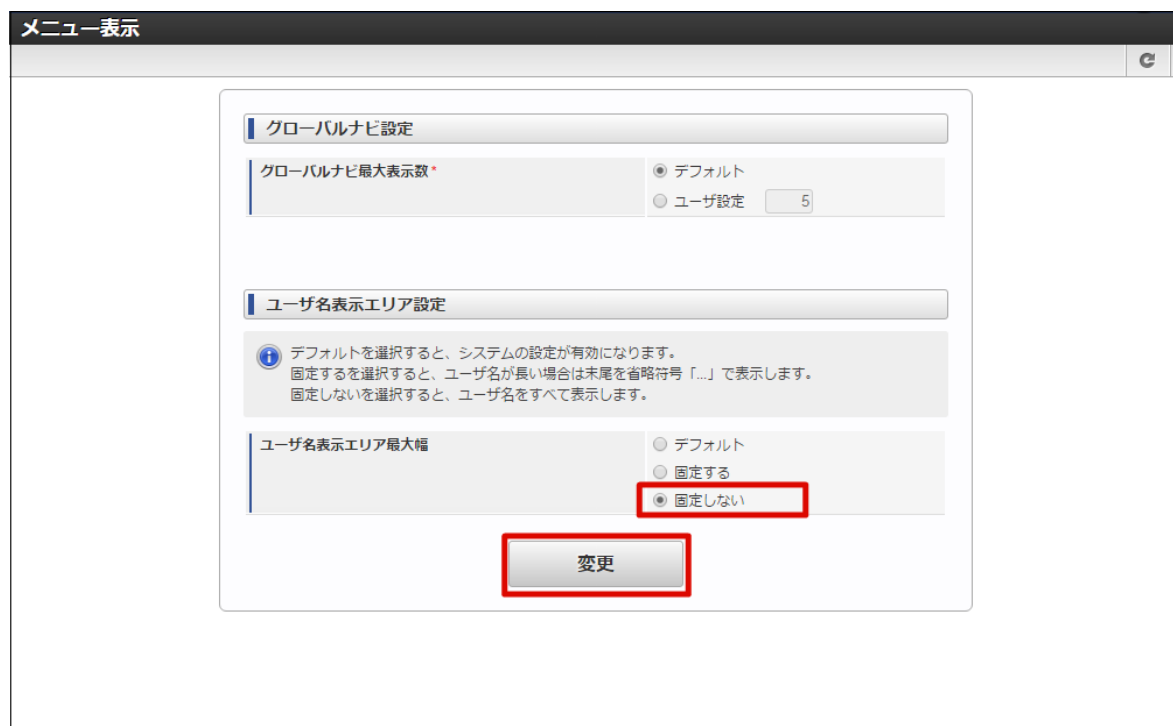 メニュー表示
グローバルナビ設定
グローバルナビ最大表示数*
デフォルト
ユーザ設定 5
ユーザ名表示エリア設定
デフォルトを選択すると、システムの設定が有効になります。
固定するを選択すると、ユーザ名が長い場合は末尾を省略符号「...」で表示します。
固定しないを選択すると、ユーザ名をすべて表示します。
ユーザ名表示エリア最大幅
デフォルト
固定する
固定しない
変更